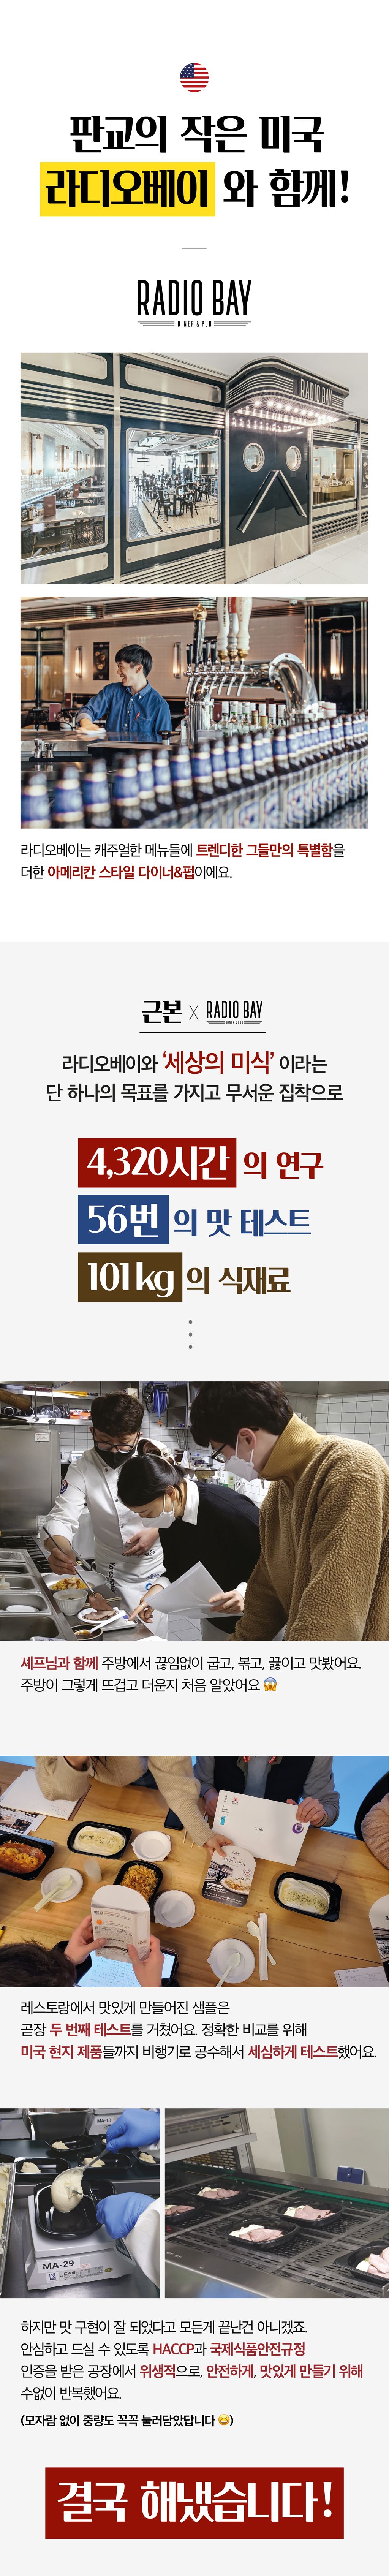 판교의 작은 미국
라디오베이 와 함께!
RADIO BAY
DINER & PUB
RADIO BAY
라디오베이는 캐주얼한 메뉴들에 트렌디한 그들만의 특별함을
더한 아메리칸 스타일 다이너&펍이에요.
근본 × RADIO BAY
DINER & PUB
라디오베이와 ‘세상의 미식’ 이라는
단 하나의 목표를 가지고 무서운 집착으로
4,320시간 의 연구
56번 의 맛 테스트
101kg 의 식재료
셰프님과 함께 주방에서 끊임없이 굽고, 볶고, 끓이고 맛봤어요.
주방이 그렇게 뜨겁고 더운지 처음 알았어요 😱
레스토랑에서 맛있게 만들어진 샘플은
곧장 두 번째 테스트를 거쳤어요. 정확한 비교를 위해
미국 현지 제품들까지 비행기로 공수해서 세심하게 테스트했어요.
MA-29
CAS
하지만 맛 구현이 잘 되었다고 모든게 끝난건 아니겠죠.
안심하고 드실 수 있도록 HACCP과 국제식품안전규정
인증을 받은 공장에서 위생적으로, 안전하게, 맛있게 만들기 위해
수없이 반복했어요.
(모자람 없이 중량도 꼭꼭 눌러담았답니다 😄)
결국 해냈습니다!